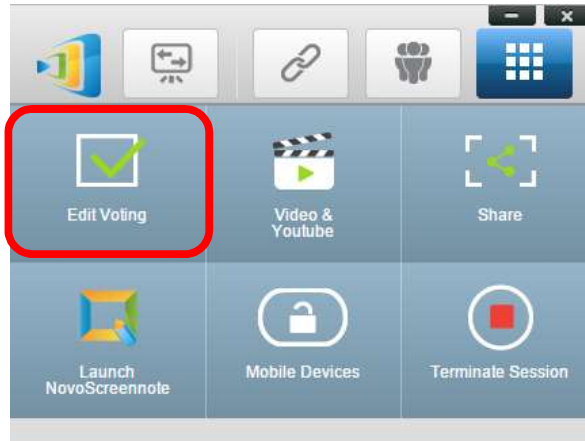 Edit Voting
Video &
Youtube
Share
Launch
NovoScreennote
Mobile Devices
Terminate Session